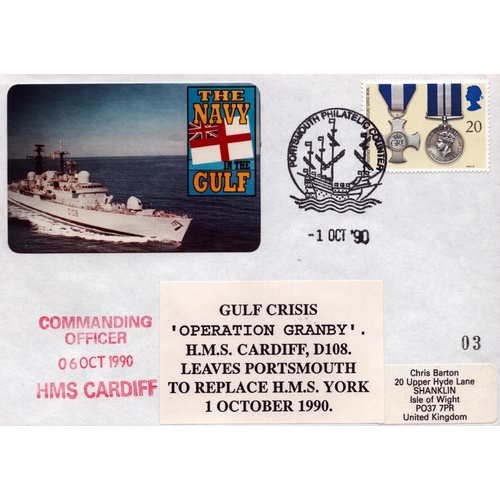 THE
NAVY
IN THE
GULF
D108
PORTSMOUTH PHILATELIC COUNTER
-1 OCT '90
20
COMMANDING
OFFICER
06 OCT 1990
HMS CARDIFF
GULF CRISIS
'OPERATION GRANBY'.
H.M.S. CARDIFF, D108.
LEAVES PORTSMOUTH
TO REPLACE H.M.S. YORK
1 OCTOBER 1990.
03
Chris Barton
20 Upper Hyde Lane
SHANKLIN
Isle of Wight
PO37 7PR
United Kingdom